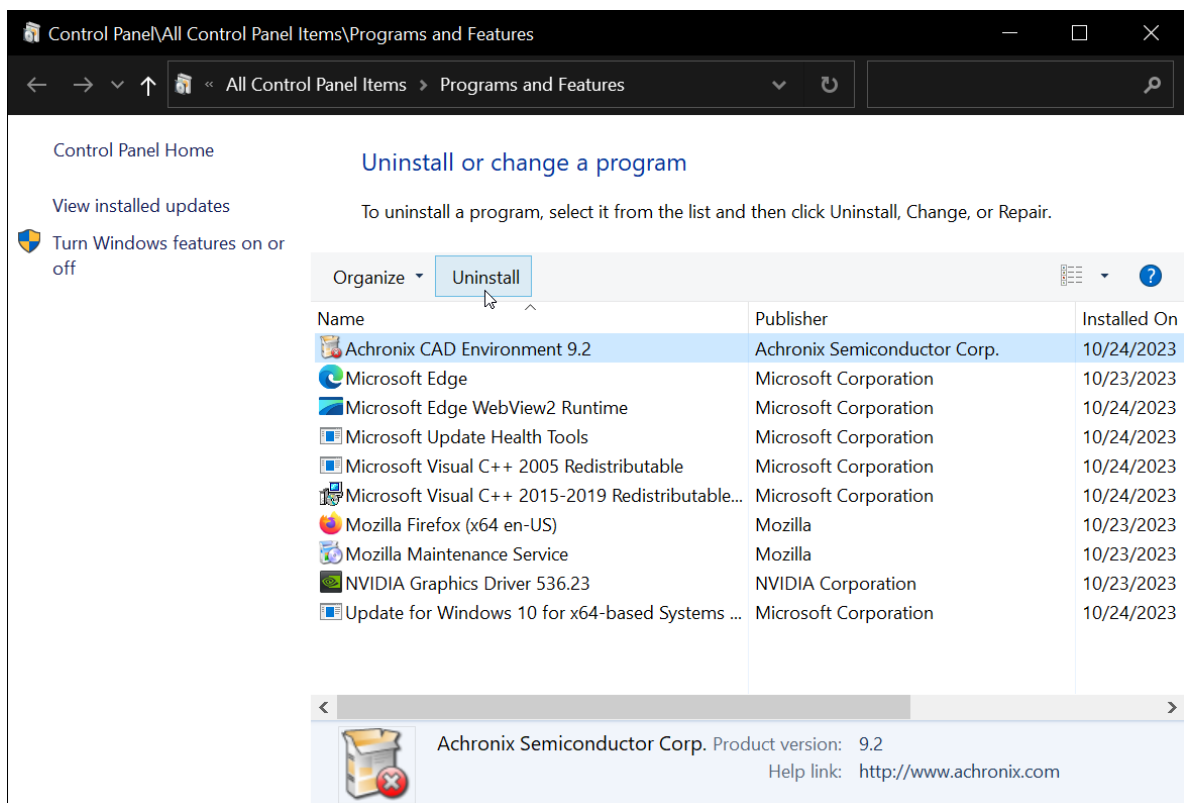 Control Panel\All Control Panel Items\Programs and Features
« All Control Panel Items > Programs and Features
Control Panel Home
View installed updates
Turn Windows features on or
off
Uninstall or change a program
To uninstall a program, select it from the list and then click Uninstall, Change, or Repair.
Organize Uninstall ?
Name Publisher Installed On
Achronix CAD Environment 9.2 Achronix Semiconductor Corp. 10/24/2023
Microsoft Edge Microsoft Corporation 10/23/2023
Microsoft Edge WebView2 Runtime Microsoft Corporation 10/24/2023
Microsoft Update Health Tools Microsoft Corporation 10/24/2023
Microsoft Visual C++ 2005 Redistributable Microsoft Corporation 10/24/2023
Microsoft Visual C++ 2015-2019 Redistributable... Microsoft Corporation 10/24/2023
Mozilla Firefox (x64 en-US) Mozilla 10/23/2023
Mozilla Maintenance Service Mozilla 10/23/2023
NVIDIA Graphics Driver 536.23 NVIDIA Corporation 10/23/2023
Update for Windows 10 for x64-based Systems ... Microsoft Corporation 10/24/2023
Achronix Semiconductor Corp. Product version: 9.2
Help link: http://www.achronix.com